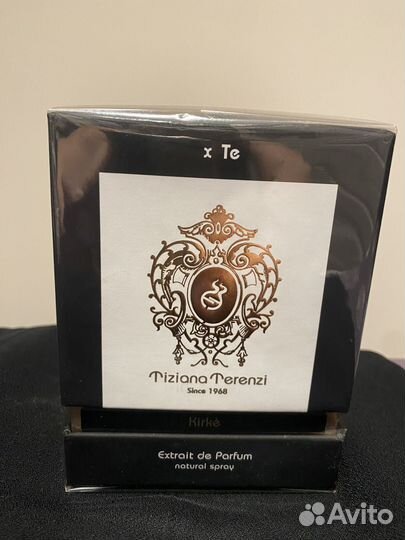 x Te
Tiziana Terenzi
Since 1968
Kirkè
Extrait de Parfum
natural spray
Avito